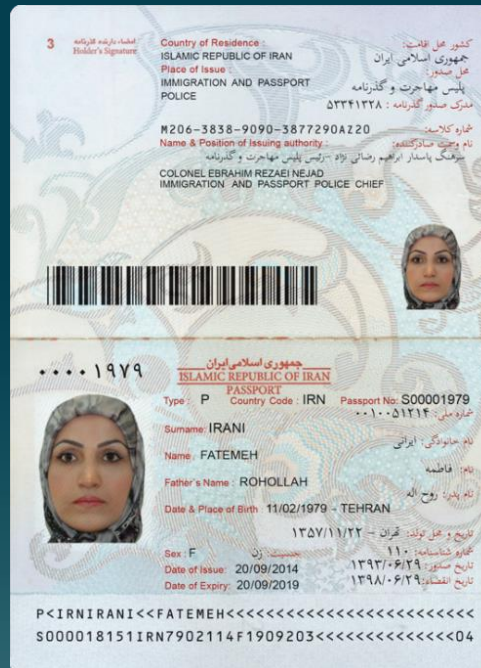 3
امضاء دارنده گذرنامه
Holder's Signature
Country of Residence :
کشور محل اقامت:
ISLAMIC REPUBLIC OF IRAN
جمهوری اسلامی ایران
Place of Issue :
محل صدور:
IMMIGRATION AND PASSPORT
POLICE
پلیس مهاجرت و گذرنامه
مدرک صدور گذرنامه : ۵۳۳۴۱۳۲۸
M206-3838-9090-3877290AZ20
شماره کلاسه:
Name & Position of Issuing authority :
نام وسمت صادرکننده:
سرهنگ پاسدار ابراهیم رضائی نژاد -رئیس پلیس مهاجرت و گذرنامه
COLONEL EBRAHIM REZAEI NEJAD
IMMIGRATION AND PASSPORT POLICE CHIEF
۰۰۰۰۱۹۷۹
جمهوری اسلامی ایران
ISLAMIC REPUBLIC OF IRAN
PASSPORT
Type : P Country Code : IRN Passport No: S00001979
شماره ملی: ۰۰۱۰۰۵۱۲۱۴
Surname: IRANI
نام خانوادگی: ایرانی
Name : FATEMEH
نام: فاطمه
Father's Name : ROHOLLAH
نام پدر: روح اله
Date & Place of Birth 11/02/1979 - TEHRAN
تاریخ و محل تولد: تهران - ۱۳۵۷/۱۱/۲۲
Sex : F
جنسیت: زن
شماره شناسنامه: ۱۱۰
Date of Issue: 20/09/2014
تاریخ صدور: ۱۳۹۳/۰۶/۲۹
Date of Expiry: 20/09/2019
تاریخ انقضاء: ۱۳۹۸/۰۶/۲۹
P<IRNIRANI<<FATEMEH<<<<<<<<<<<<<<<<<<<<<<<<<
S000018151IRN7902114F1909203<<<<<<<<<<<<<<04